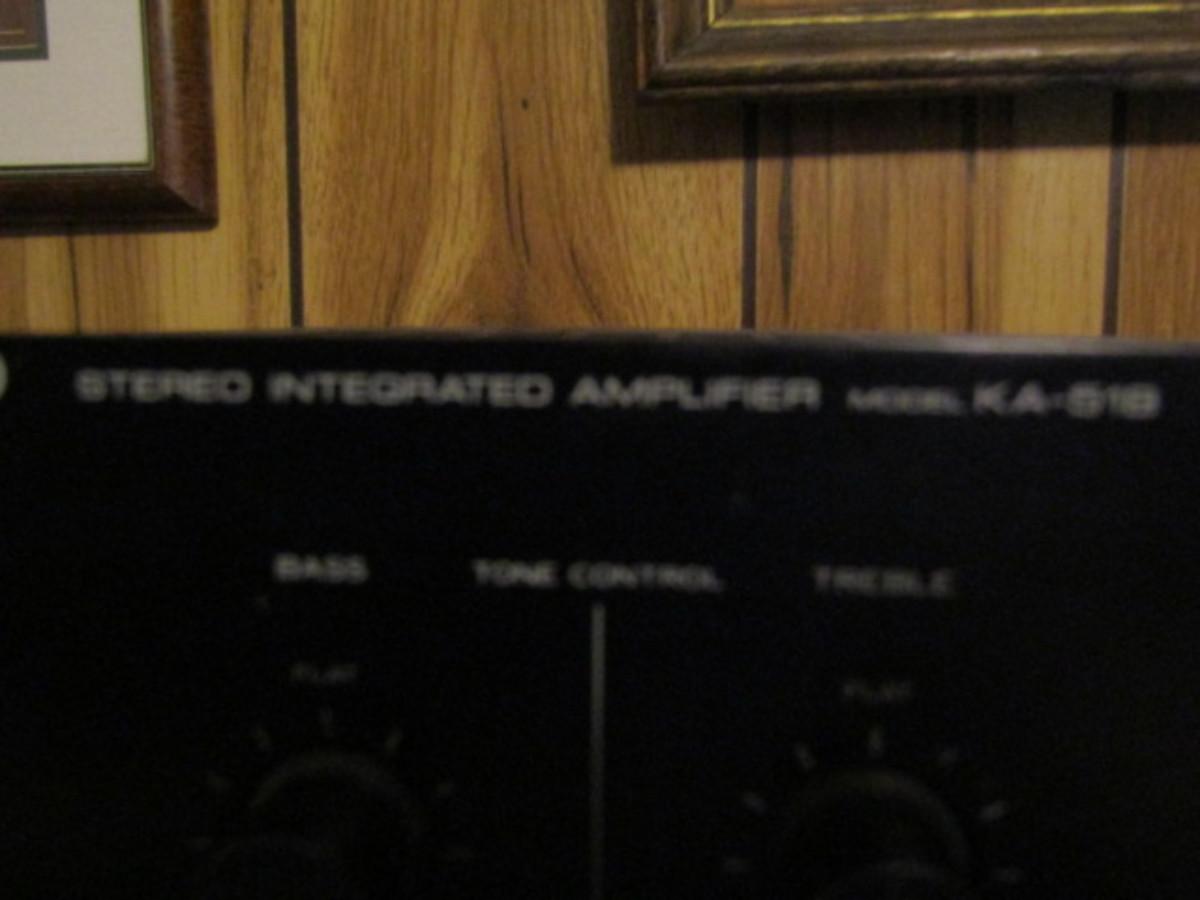 STEREO INTEGRATED AMPLIFIER MODEL KA-518
BASS TONE CONTROL TREBLE
FLAT FLAT